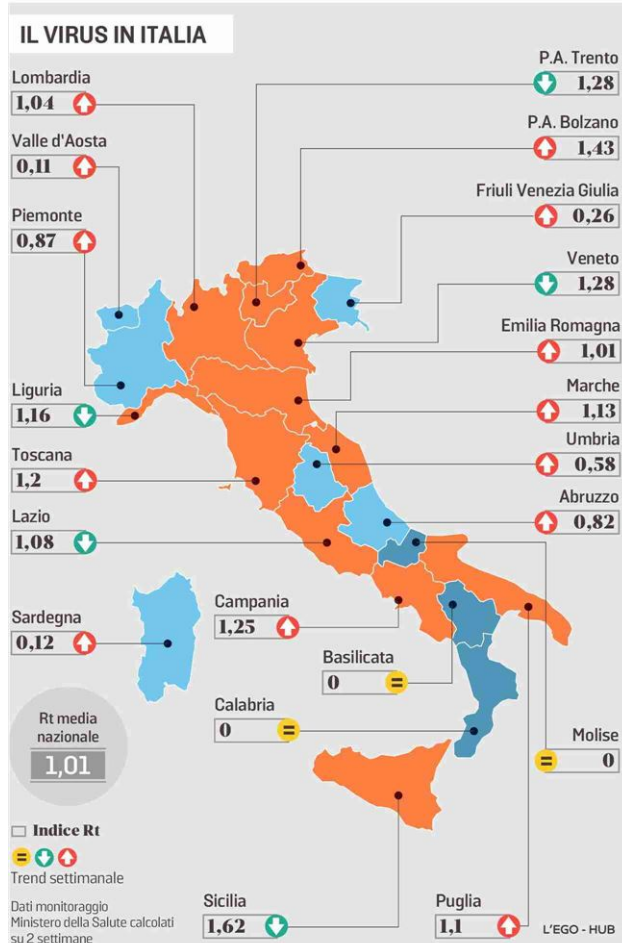 IL VIRUS IN ITALIA
Lombardia
1,04
Valle d'Aosta
0,11
Piemonte
0,87
Liguria
1,16
Toscana
1,2
Lazio
1,08
Sardegna
0,12
P.A. Trento
1,28
P.A. Bolzano
1,43
Friuli Venezia Giulia
0,26
Veneto
1,28
Emilia Romagna
1,01
Marche
1,13
Umbria
0,58
Abruzzo
0,82
Campania
1,25
Basilicata
0 =
Calabria
0 =
Molise
= 0
Rt media
nazionale
1,01
Indice Rt
=
Trend settimanale
Dati monitoraggio
Ministero della Salute calcolati
su 2 settimane
Sicilia
1,62
Puglia
1,1
L'EGO - HUB